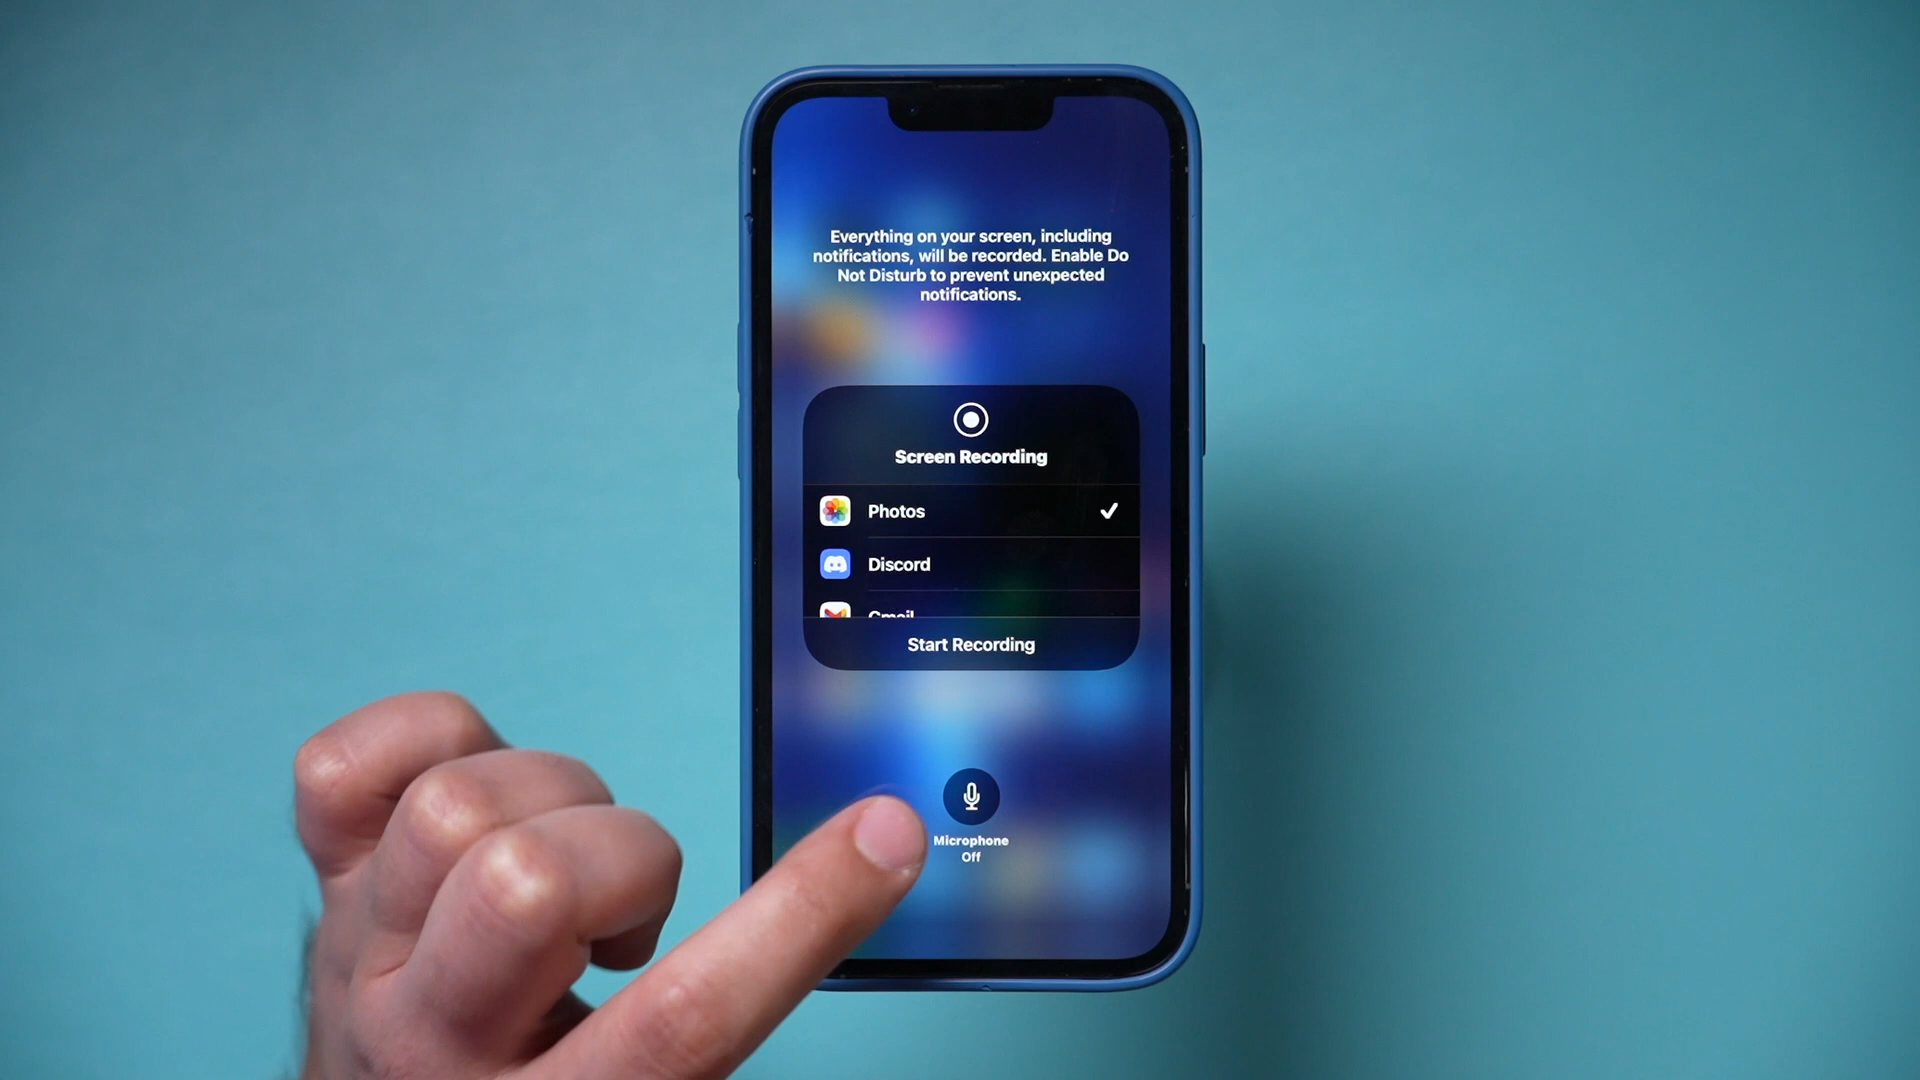 Everything on your screen, including
notifications, will be recorded. Enable Do
Not Disturb to prevent unexpected
notifications.
Screen Recording
Photos
Discord
Gmail
Start Recording
Microphone
Off